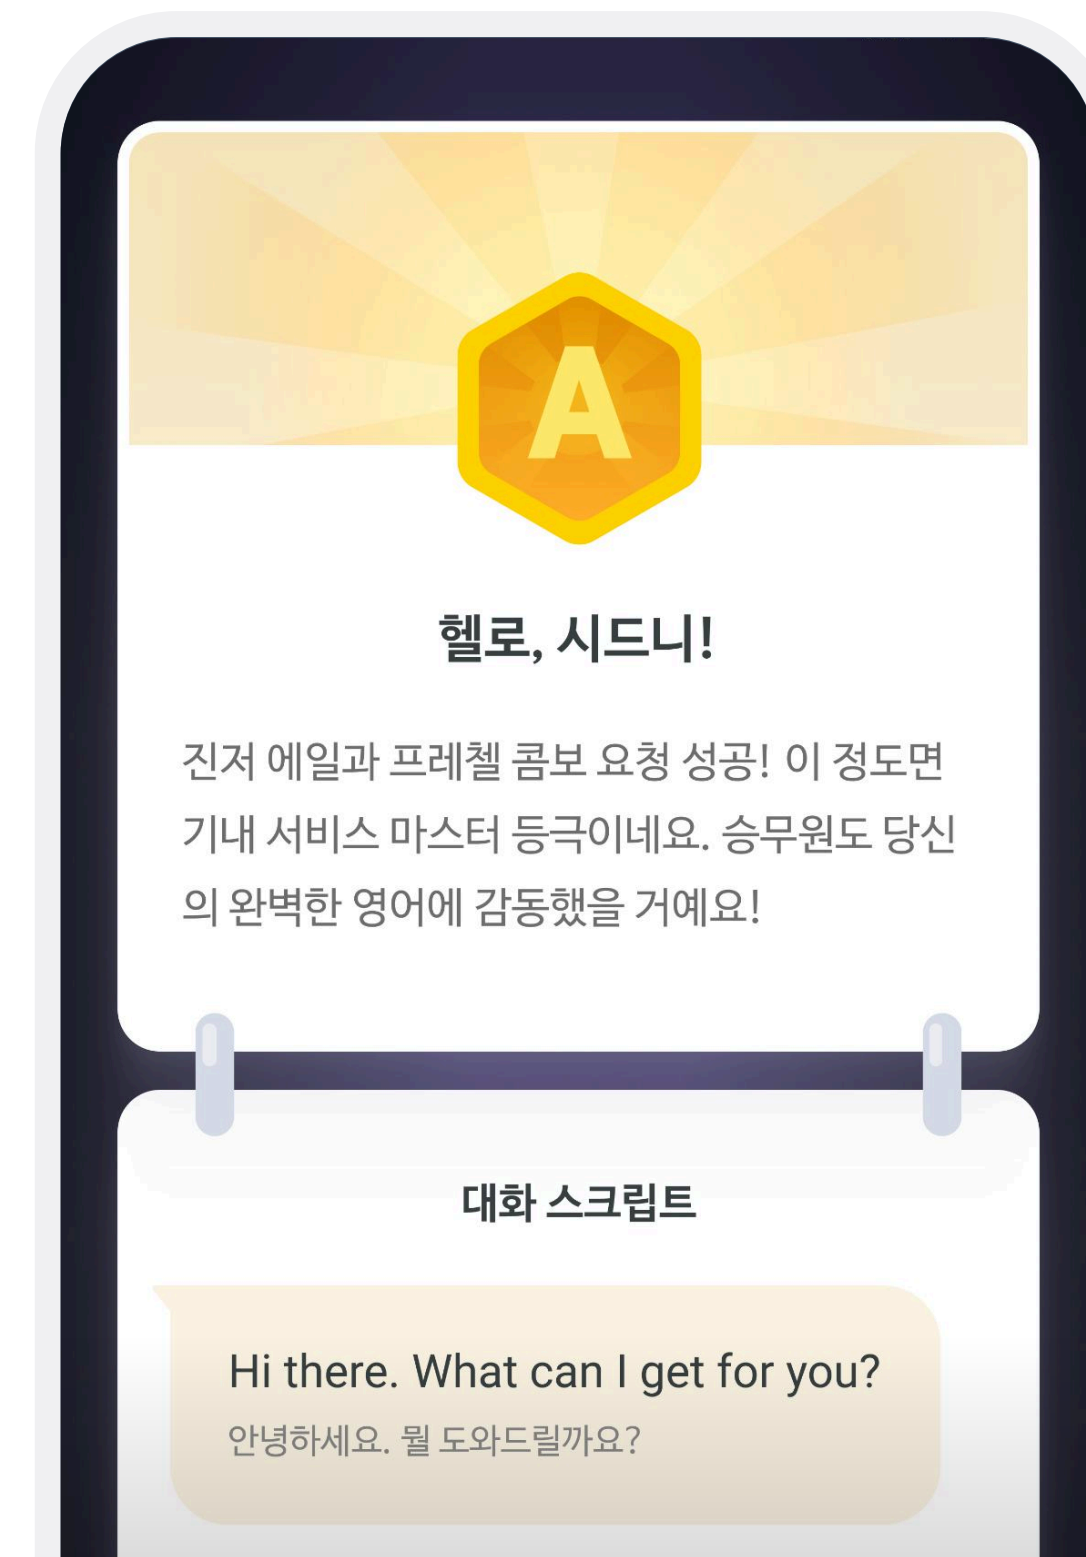 A
헬로, 시드니!
진저 에일과 프레첼 콤보 요청 성공! 이 정도면
기내 서비스 마스터 등극이네요. 승무원도 당신
의 완벽한 영어에 감동했을 거예요!
대화 스크립트
Hi there. What can I get for you?
안녕하세요. 뭘 도와드릴까요?